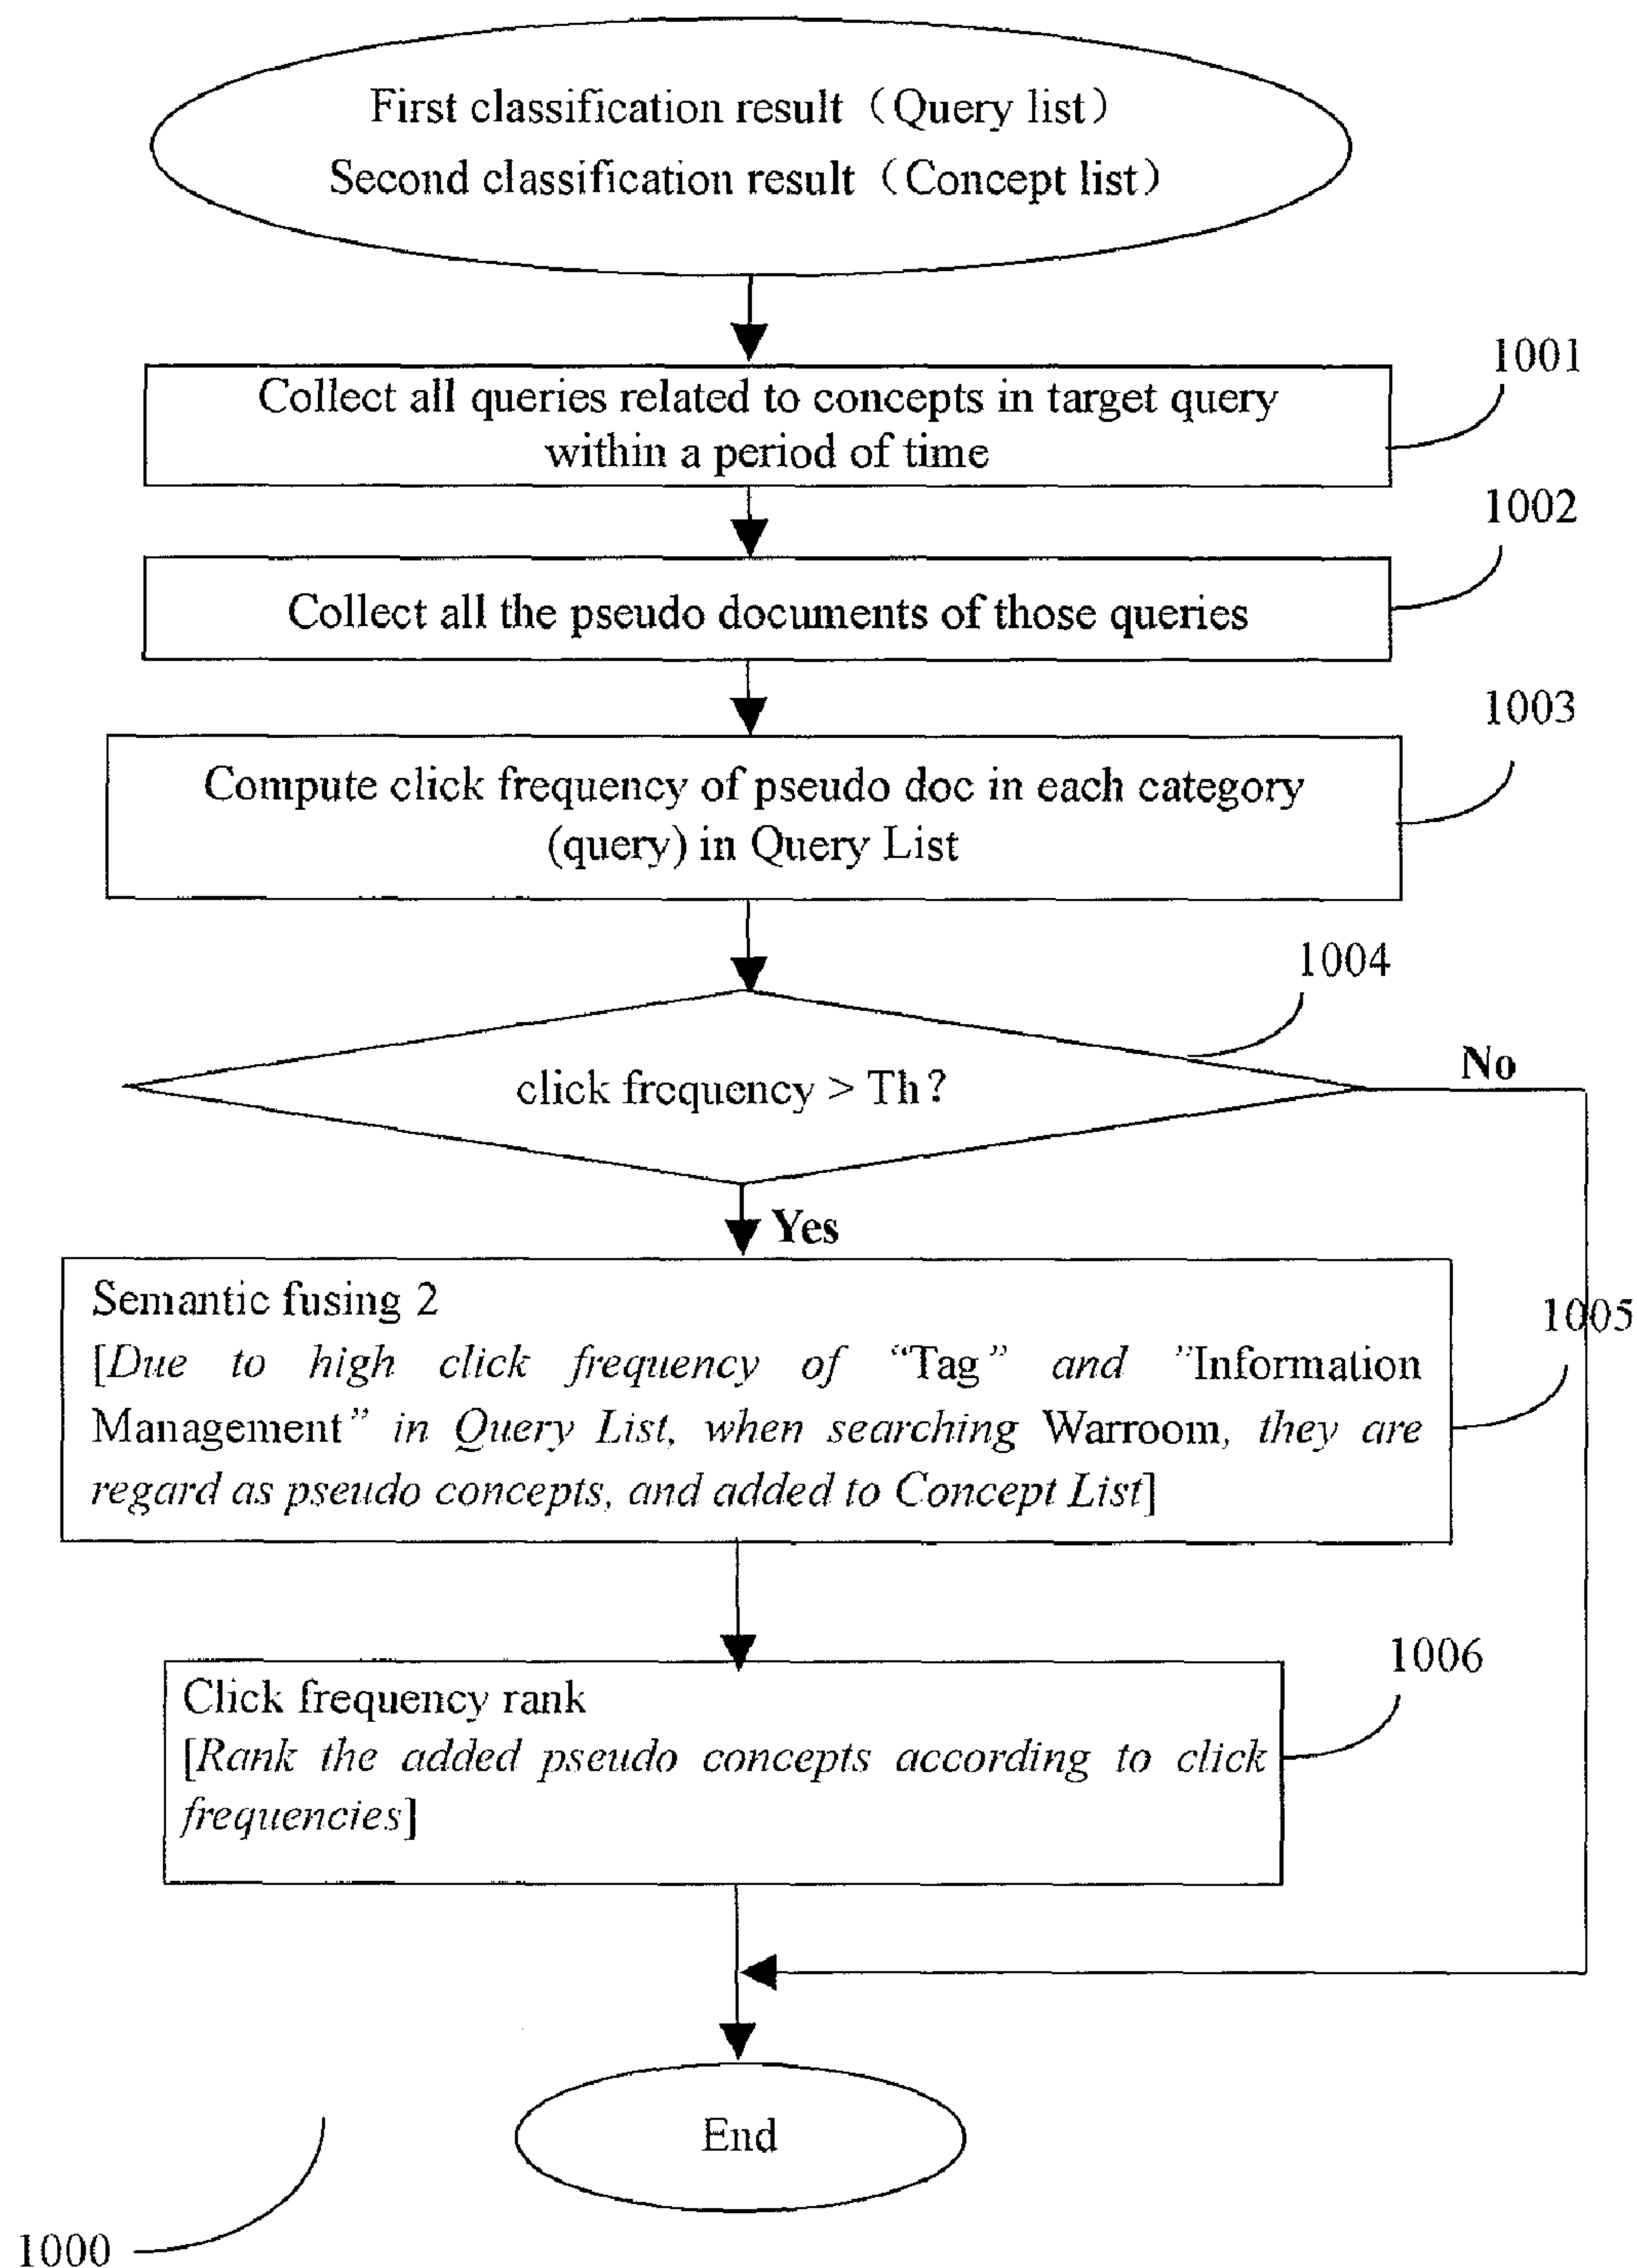 First classification result（Query list）
Second classification result（Concept list）
1001
Collect all queries related to concepts in target query
within a period of time
1002
Collect all the pseudo documents of those queries
1003
Compute click frequency of pseudo doc in each category
(query) in Query List
1004
click frequency > Th?
No
Yes
1005
Semantic fusing 2
[Due to high click frequency of “Tag” and ”Information
Management” in Query List, when searching Warroom, they are
regard as pseudo concepts, and added to Concept List]
1006
Click frequency rank
[Rank the added pseudo concepts according to click
frequencies]
End
1000